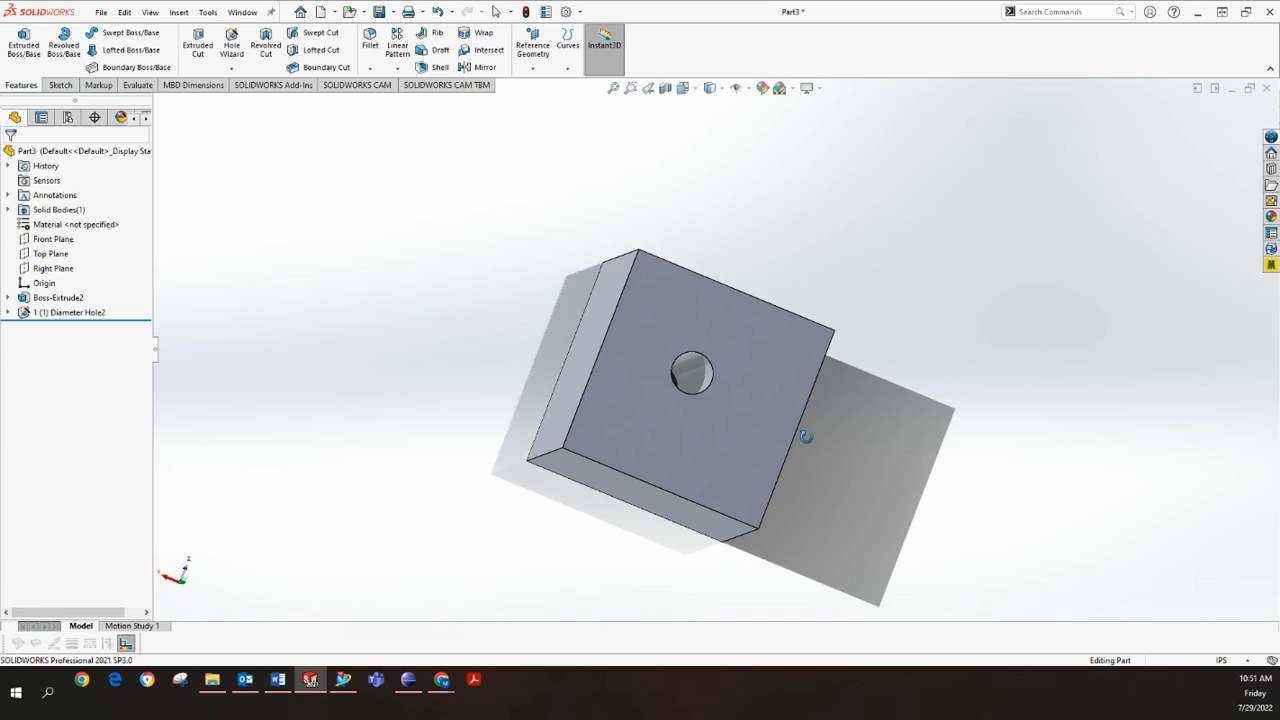 SOLIDWORKS File Edit View Insert Tools Window Part3 * Search Commands
Extruded Boss/Base Revolved Boss/Base Swept Boss/Base Lofted Boss/Base Boundary Boss/Base Extruded Cut Hole Wizard Revolved Cut Swept Cut Lofted Cut Boundary Cut Fillet Linear Pattern Rib Draft Shell Wrap Intersect Mirror Reference Geometry Curves Instant3D
Features Sketch Markup Evaluate MBD Dimensions SOLIDWORKS Add-Ins SOLIDWORKS CAM SOLIDWORKS CAM TBM
Part3 (Default<<Default>_Display Sta
History
Sensors
Annotations
Solid Bodies(1)
Material <not specified>
Front Plane
Top Plane
Right Plane
Origin
Boss-Extrude2
1 (1) Diameter Hole2
z
x
Model Motion Study 1
SOLIDWORKS Professional 2021 SP3.0 Editing Part IPS
10:51 AM
Friday
7/29/2022